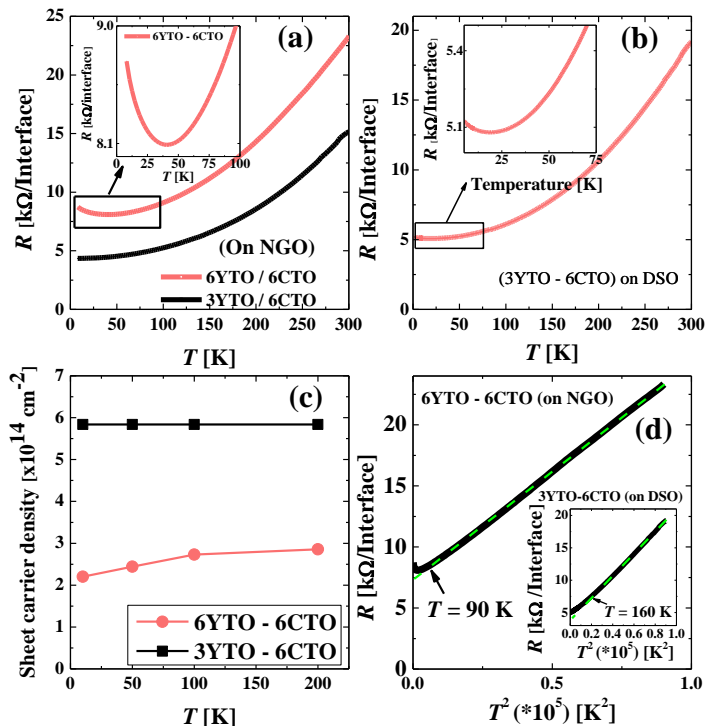 (a)
6YTO - 6CTO
9.0
8.1
R [kΩ/interface]
0 25 50 75 100
T [K]
25
20
15
10
5
0
R [kΩ/Interface]
(On NGO)
6YTO / 6CTO
3YTO / 6CTO
0 50 100 150 200 250 300
T [K]
(b)
5.4
5.1
R [kΩ/Interface]
25 50 75
Temperature [K]
20
15
10
5
0
R [kΩ/Interface]
(3YTO - 6CTO) on DSO
0 50 100 150 200 250 300
T [K]
(c)
7
6
5
4
3
2
1
0
Sheet carrier density [x10^14 cm^-2]
6YTO - 6CTO
3YTO - 6CTO
0 50 100 150 200
T [K]
6YTO - 6CTO (on NGO)
(d)
20
15
10
5
0
R [kΩ/Interface]
T = 90 K
3YTO-6CTO (on DSO)
20
15
10
5
R [kΩ /Interface]
T = 160 K
0.0 0.2 0.4 0.6 0.8 1.0
T^2 (*10^5) [K^2]
0.0 0.5 1.0
T^2 (*10^5) [K^2]